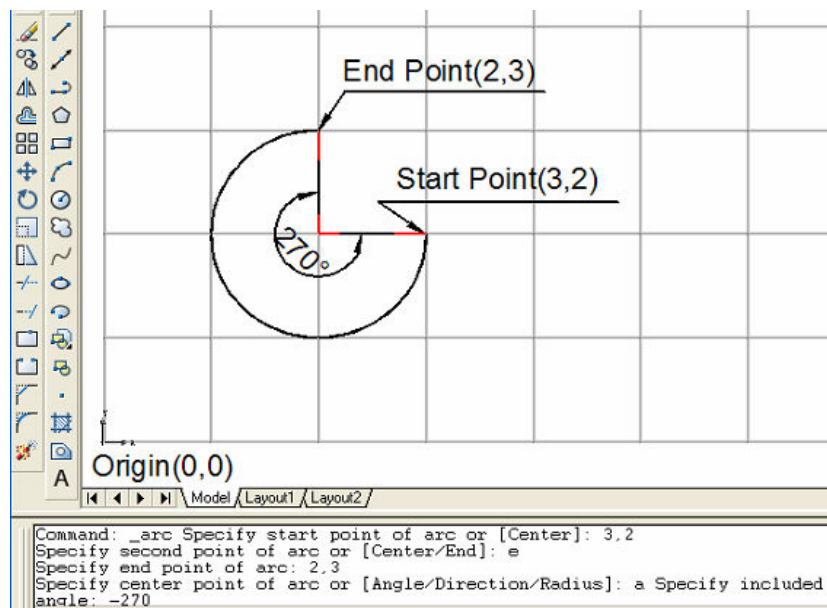 End Point(2,3)
Start Point(3,2)
270°
Origin(0,0)
A
Model Layout1 Layout2
Command: _arc Specify start point of arc or [Center]: 3,2
Specify second point of arc or [Center/End]: e
Specify end point of arc: 2,3
Specify center point of arc or [Angle/Direction/Radius]: a Specify included
angle: -270